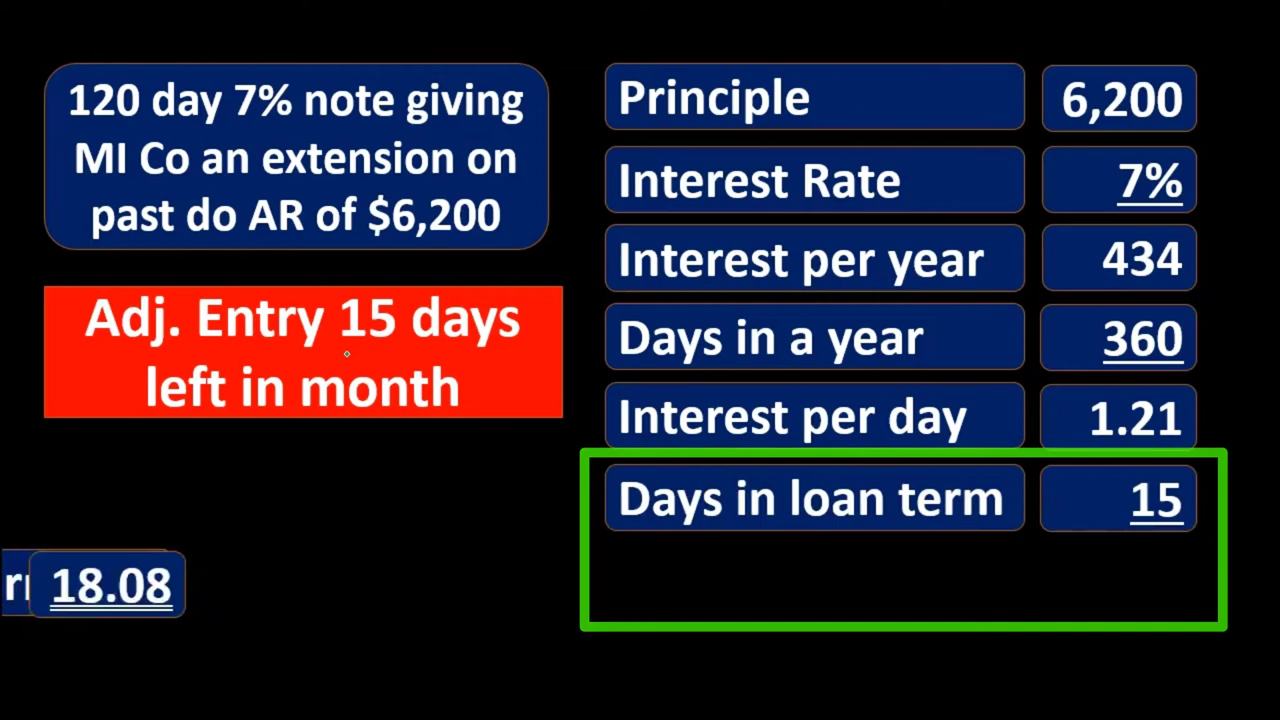 120 day 7% note giving
MI Co an extension on
past do AR of $6,200
Adj. Entry 15 days
left in month
Principle 6,200
Interest Rate 7%
Interest per year 434
Days in a year 360
Interest per day 1.21
Days in loan term 15
18.08